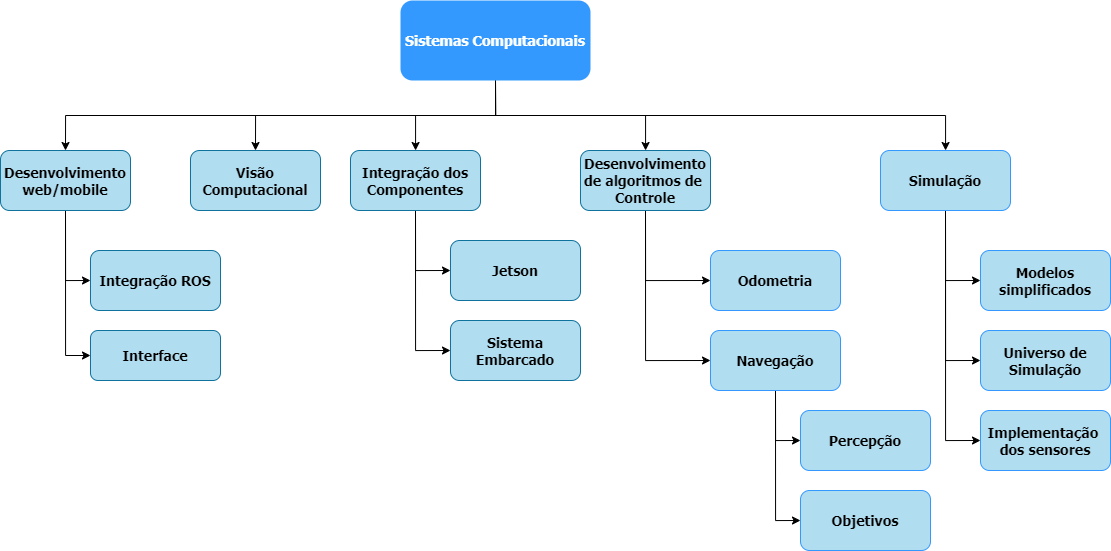 Sistemas Computacionais
Desenvolvimento
web/mobile
Visão
Computacional
Integração dos
Componentes
Desenvolvimento
de algoritmos de
Controle
Simulação
Integração ROS
Interface
Jetson
Sistema
Embarcado
Odometria
Navegação
Percepção
Objetivos
Modelos
simplificados
Universo de
Simulação
Implementação
dos sensores